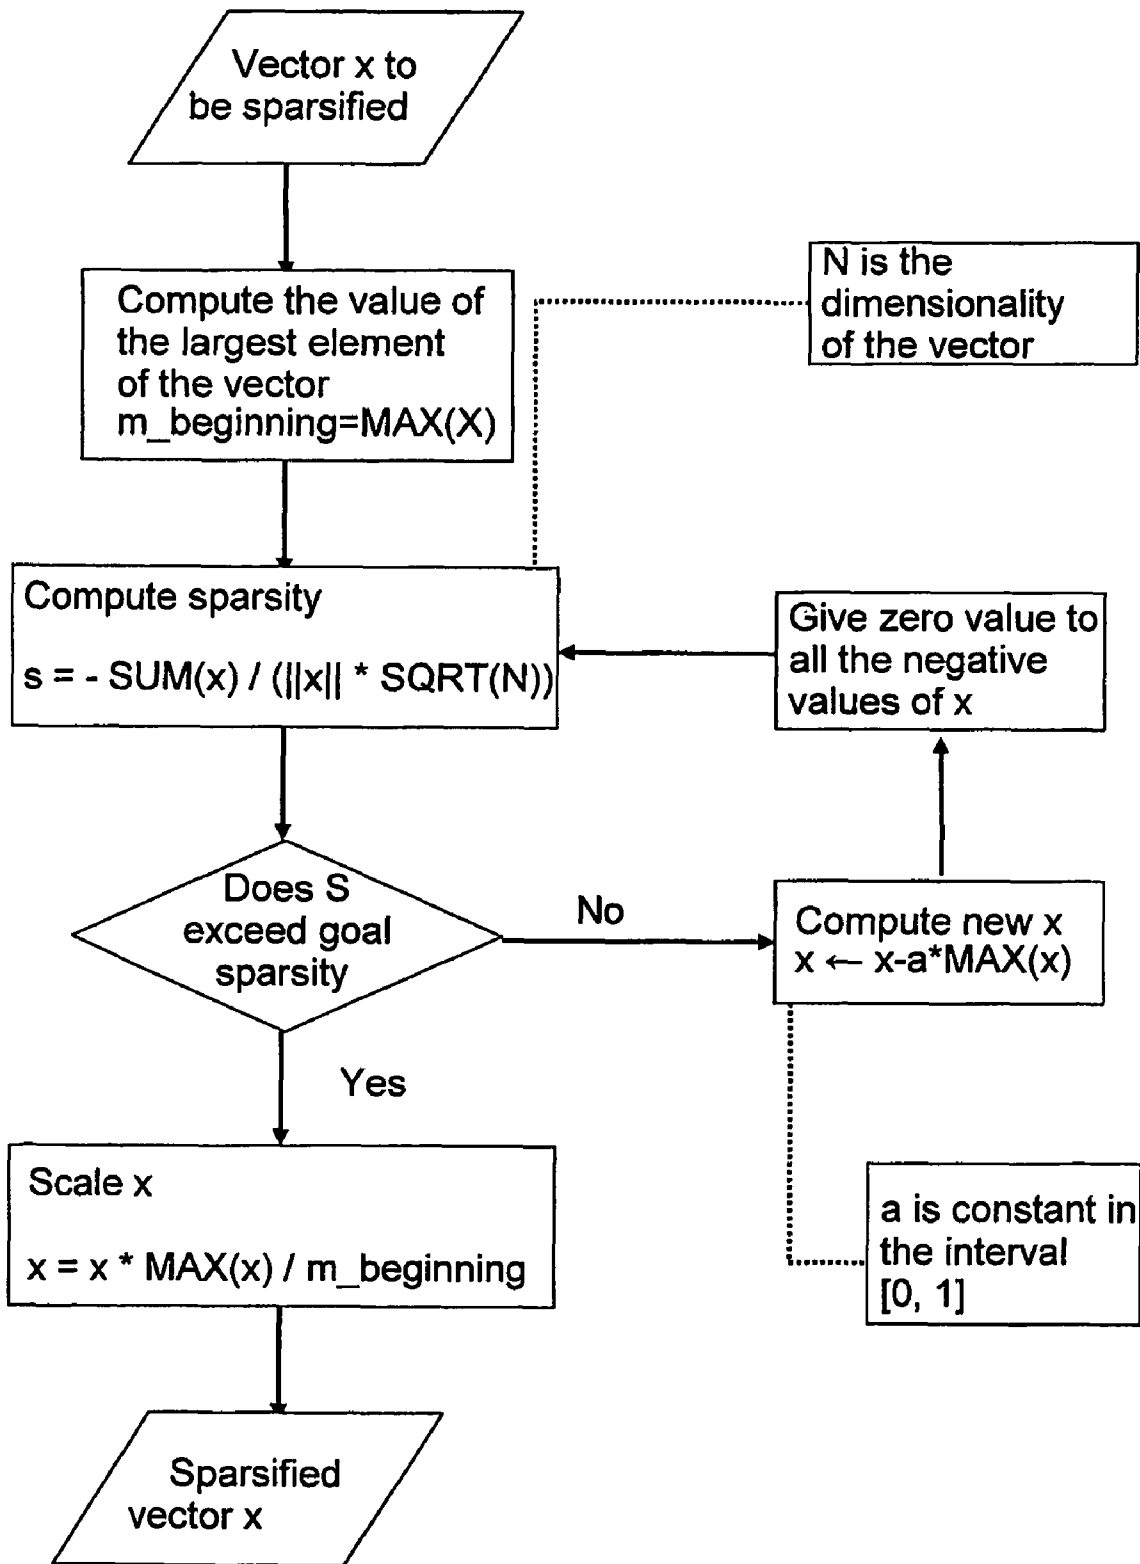 Vector x to
be sparsified
Compute the value of
the largest element
of the vector
m_beginning=MAX(X)
N is the
dimensionality
of the vector
Compute sparsity
s = - SUM(x) / (||x|| * SQRT(N))
Give zero value to
all the negative
values of x
Does S
exceed goal
sparsity
No
Compute new x
x ← x-a*MAX(x)
Yes
Scale x
x = x * MAX(x) / m_beginning
a is constant in
the interval
[0, 1]
Sparsified
vector x